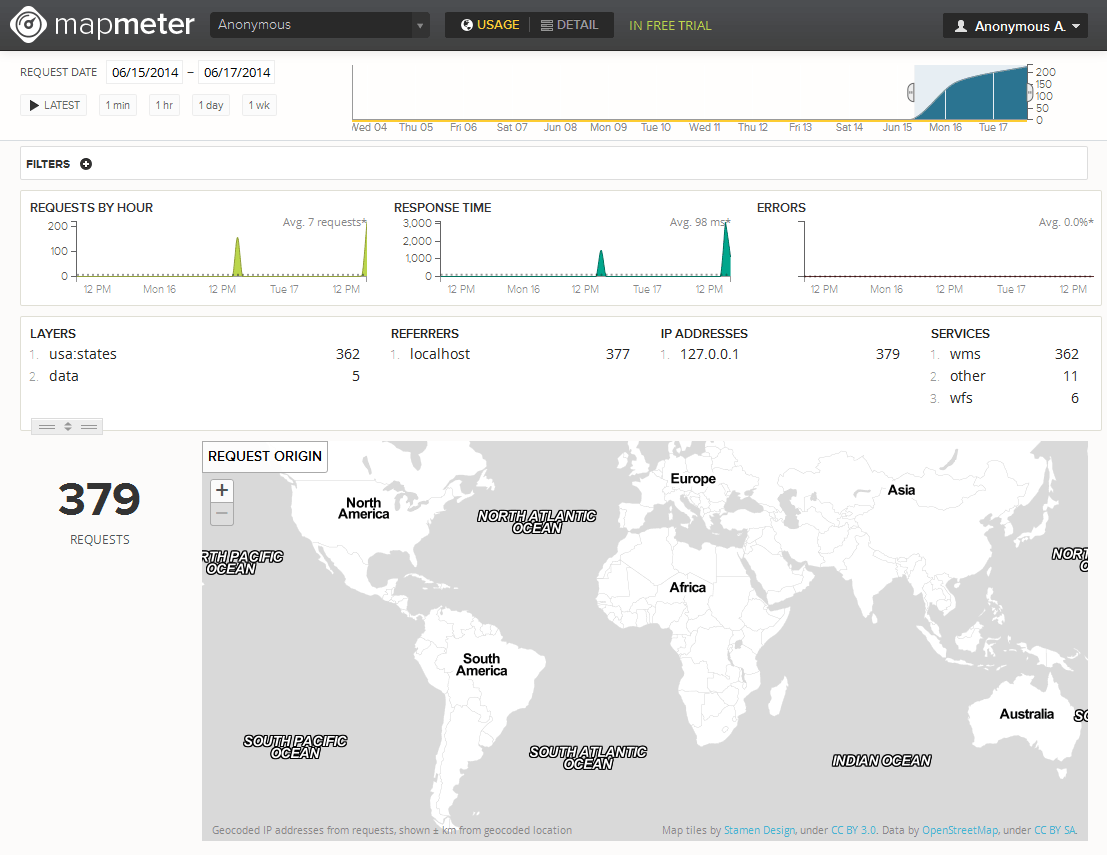 mapmeter Anonymous USAGE DETAIL IN FREE TRIAL Anonymous A.
REQUEST DATE 06/15/2014 – 06/17/2014
LATEST 1 min 1 hr 1 day 1 wk
200
150
100
50
0
Wed 04 Thu 05 Fri 06 Sat 07 Jun 08 Mon 09 Tue 10 Wed 11 Thu 12 Fri 13 Sat 14 Jun 15 Mon 16 Tue 17
FILTERS
REQUESTS BY HOUR
Avg. 7 requests*
200
100
0
12 PM Mon 16 12 PM Tue 17 12 PM
RESPONSE TIME
Avg. 98 ms*
3,000
2,000
1,000
0
12 PM Mon 16 12 PM Tue 17 12 PM
ERRORS
Avg. 0.0%*
12 PM Mon 16 12 PM Tue 17 12 PM
LAYERS
1. usa:states 362
2. data 5
REFERRERS
1. localhost 377
IP ADDRESSES
1. 127.0.0.1 379
SERVICES
1. wms 362
2. other 11
3. wfs 6
379
REQUESTS
REQUEST ORIGIN
+
−
North
America
Europe
Asia
NORTH ATLANTIC
OCEAN
RTH PACIFIC
OCEAN
NORT
O
Africa
South
America
Australia
SO
SOUTH PACIFIC
OCEAN
SOUTH ATLANTIC
OCEAN
INDIAN OCEAN
Geocoded IP addresses from requests, shown ± km from geocoded location
Map tiles by Stamen Design, under CC BY 3.0. Data by OpenStreetMap, under CC BY SA.